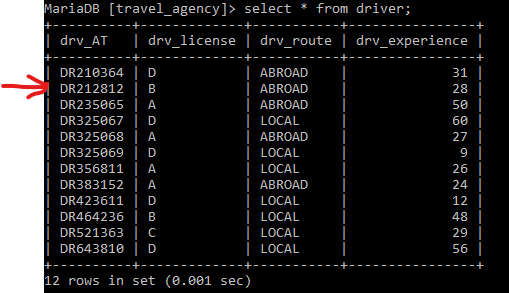 MariaDB [travel_agency]> select * from driver;
+----------+-------------+-----------+----------------+
| drv_AT | drv_license | drv_route | drv_experience |
+----------+-------------+-----------+----------------+
| DR210364 | D | ABROAD | 31 |
| DR212812 | B | ABROAD | 28 |
| DR235065 | A | ABROAD | 50 |
| DR325067 | D | LOCAL | 60 |
| DR325068 | A | ABROAD | 27 |
| DR325069 | D | LOCAL | 9 |
| DR356811 | A | LOCAL | 26 |
| DR383152 | A | ABROAD | 24 |
| DR423611 | D | LOCAL | 12 |
| DR464236 | B | LOCAL | 48 |
| DR521363 | C | LOCAL | 29 |
| DR643810 | D | LOCAL | 56 |
+----------+-------------+-----------+----------------+
12 rows in set (0.001 sec)